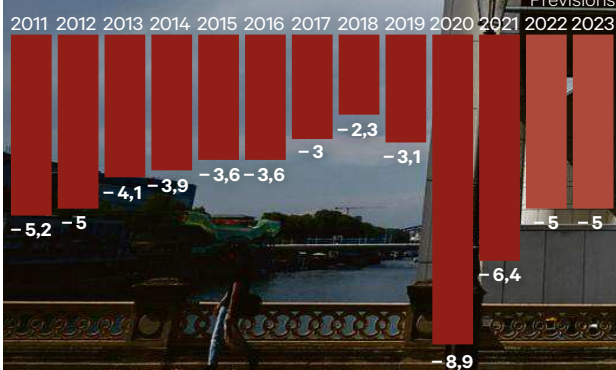 Prévisions
2011 2012 2013 2014 2015 2016 2017 2018 2019 2020 2021 2022 2023
– 5,2 – 5 – 4,1 – 3,9 – 3,6 – 3,6 – 3 – 2,3 – 3,1 – 8,9 – 6,4 – 5 – 5